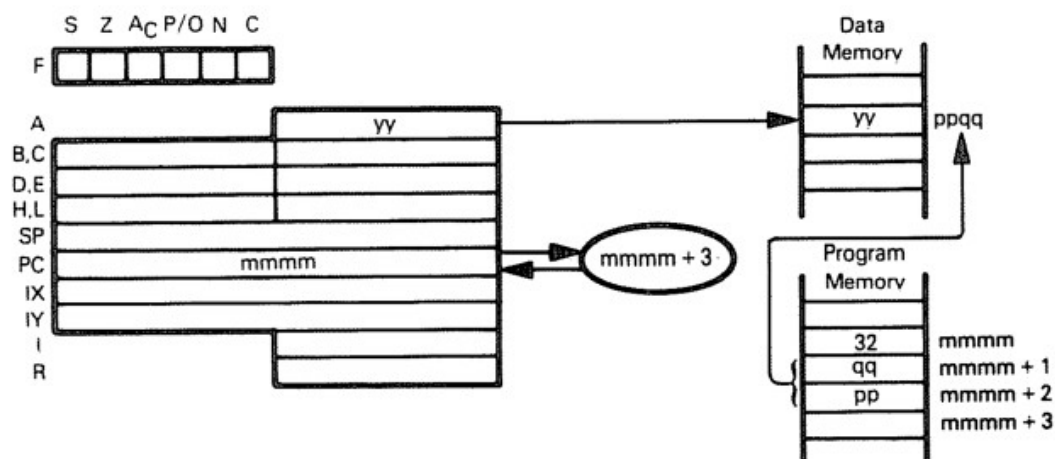 S Z AC P/O N C
F
A yy
B,C
D,E
H,L
SP
PC mmmm
IX
IY
I
R
mmmm + 3
Data
Memory
yy ppqq
Program
Memory
32 mmmm
qq mmmm + 1
pp mmmm + 2
mmmm + 3